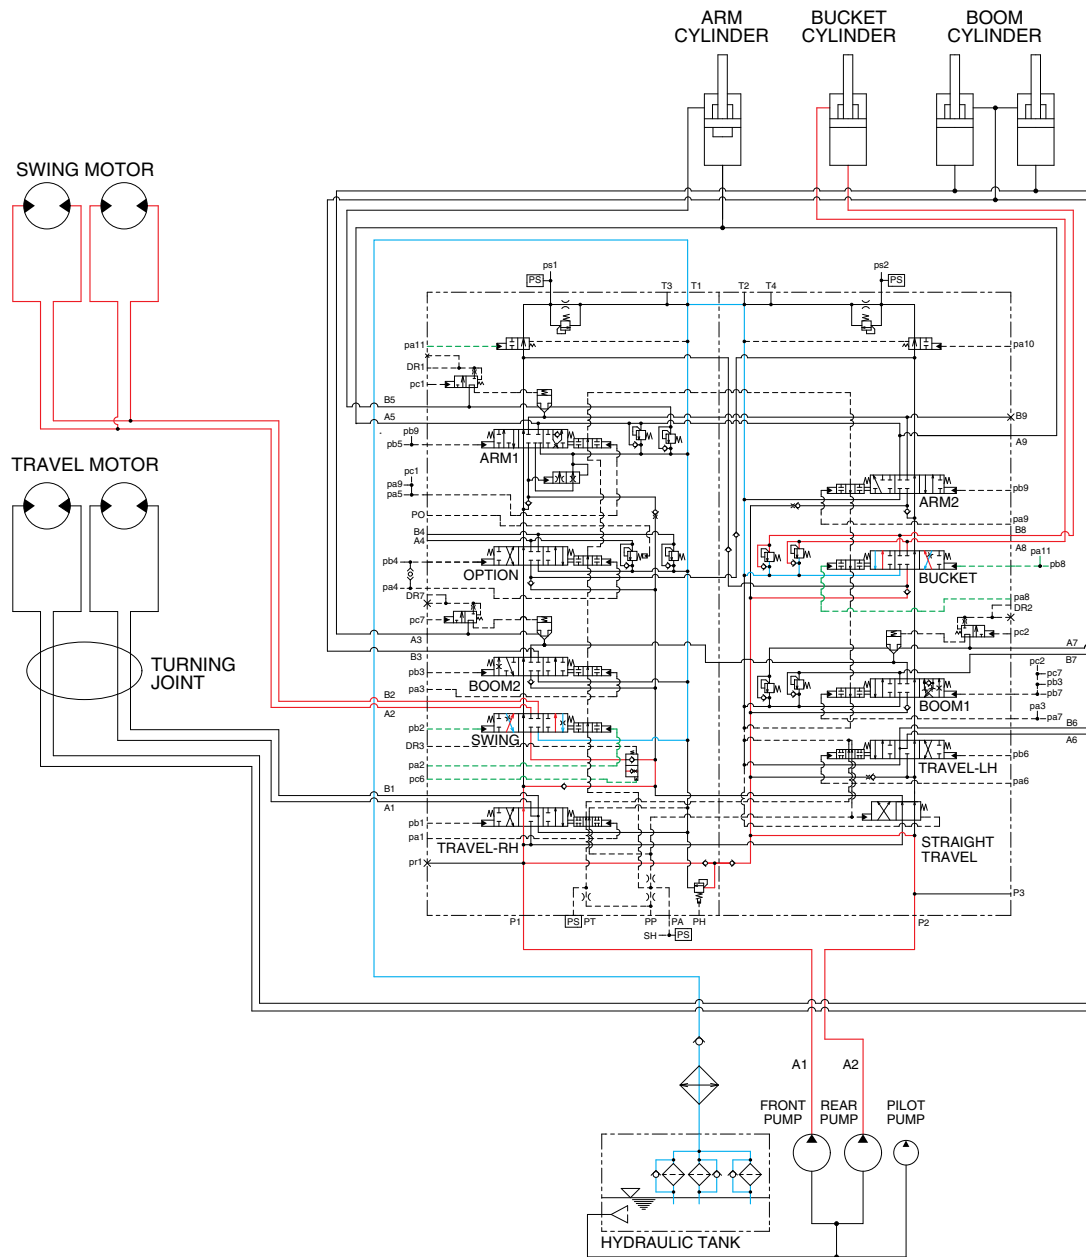 ARM
CYLINDER
BUCKET
CYLINDER
BOOM
CYLINDER
SWING MOTOR
TRAVEL MOTOR
TURNING
JOINT
ps1
PS
T3
T1
T2
T4
ps2
PS
pa11
DR1
pc1
B5
A5
pb9
pb5
ARM1
pc1
pa9
pa5
PO
B4
A4
pb4
OPTION
pa4
DR7
pc7
A3
B3
pb3
BOOM2
pa3
B2
A2
pb2
SWING
DR3
pa2
pc6
B1
A1
pb1
TRAVEL-RH
pa1
pr1
pa10
B9
A9
pb9
ARM2
pa9
B8
A8
pa11
pb8
BUCKET
pa8
DR2
pc2
A7
B7
pc2
pc7
pb3
pb7
BOOM1
pa3
pa7
B6
A6
pb6
TRAVEL-LH
pa6
STRAIGHT
TRAVEL
P3
P1
PS
PT
PP
PA
PH
SH
PS
P2
A1
A2
FRONT
PUMP
REAR
PUMP
PILOT
PUMP
HYDRAULIC TANK